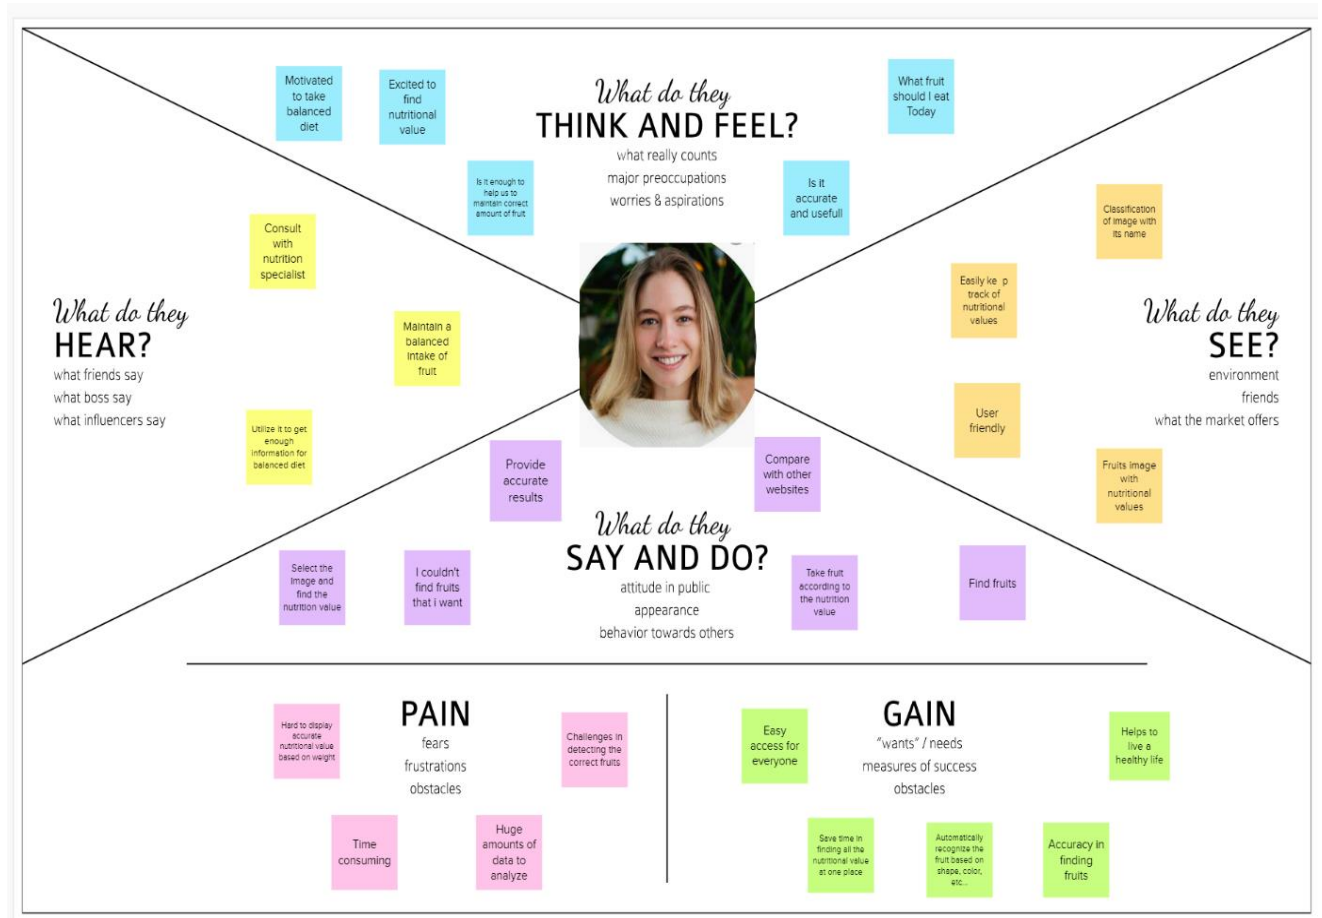 Motivated
to take
balanced
diet
Excited to
find
nutritional
value
Is it enough to
help us to
maintain correct
amount of fruit
What do they
THINK AND FEEL?
what really counts
major preoccupations
worries & aspirations
Is it
accurate
and usefull
What fruit
should I eat
Today
What do they
HEAR?
what friends say
what boss say
what influencers say
Consult
with
nutrition
specialist
Maintain a
balanced
intake of
fruit
Utilize it to get
enough
information for
balanced diet
Classification
of image with
its name
Easily ke p
track of
nutritional
values
User
friendly
Fruits image
with
nutritional
values
What do they
SEE?
environment
friends
what the market offers
Provide
accurate
results
Compare
with other
websites
What do they
SAY AND DO?
attitude in public
appearance
behavior towards others
Select the
image and
find the
nutrition value
I couldn't
find fruits
that i want
Take fruit
according to
the nutrition
value
Find fruits
PAIN
fears
frustrations
obstacles
Hard to display
accurate
nutritional value
based on weight
Challenges in
detecting the
correct fruits
Time
consuming
Huge
amounts of
data to
analyze
GAIN
"wants" / needs
measures of success
obstacles
Easy
access for
everyone
Helps to
live a
healthy life
Save time in
finding all the
nutritional value
at one place
Automatically
recognize the
fruit based on
shape, color,
etc...
Accuracy in
finding
fruits